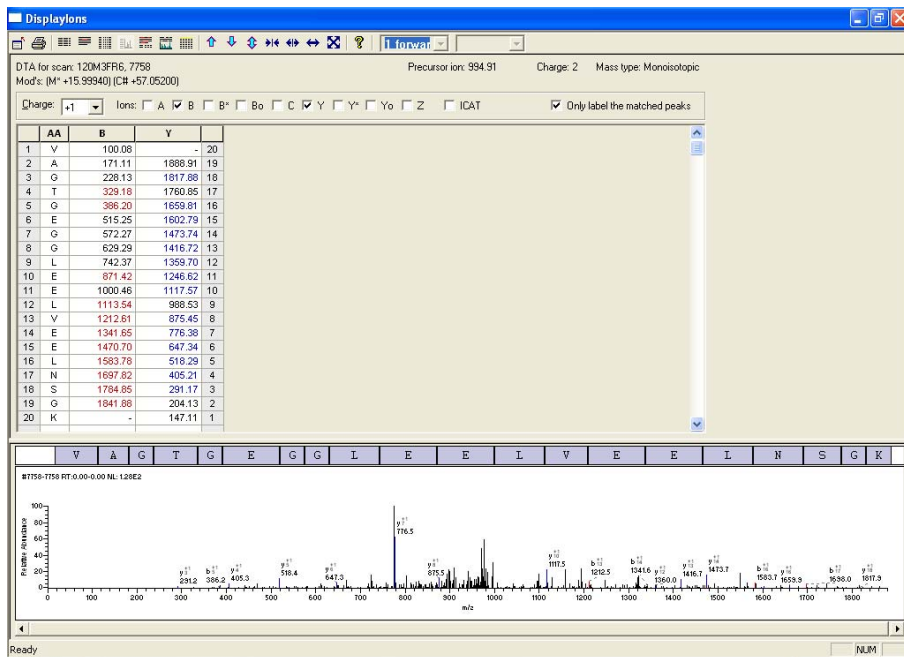 DisplayIons
1 forwar
DTA for scan: 120M3FR6, 7758 Precursor ion: 994.91 Charge: 2 Mass type: Monoisotopic
Mod's: (M* +15.99940) (C# +57.05200)
Charge: +1 Ions: A B B* Bo C Y Y* Yo Z ICAT Only label the matched peaks
AA B Y
1 V 100.08 - 20
2 A 171.11 1888.91 19
3 G 228.13 1817.88 18
4 T 329.18 1760.85 17
5 G 386.20 1659.81 16
6 E 515.25 1602.79 15
7 G 572.27 1473.74 14
8 G 629.29 1416.72 13
9 L 742.37 1359.70 12
10 E 871.42 1246.62 11
11 E 1000.46 1117.57 10
12 L 1113.54 988.53 9
13 V 1212.61 875.45 8
14 E 1341.65 776.38 7
15 E 1470.70 647.34 6
16 L 1583.78 518.29 5
17 N 1697.82 405.21 4
18 S 1784.85 291.17 3
19 G 1841.88 204.13 2
20 K - 147.11 1
V A G T G E G G L E E L V E E L N S G K
#7758-7758 RT:0.00-0.00 NL: 1.28E2
Relative Abundance
100
80
60
40
20
0
776.5
291.2 386.2 405.3 518.4 647.3 875.5 1117.5 1212.5 1341.6 1360.0 1416.7 1473.7 1583.7 1659.9 1698.0 1817.9
0 100 200 300 400 500 600 700 800 900 1000 1100 1200 1300 1400 1500 1600 1700 1800
m/z
Ready NUM